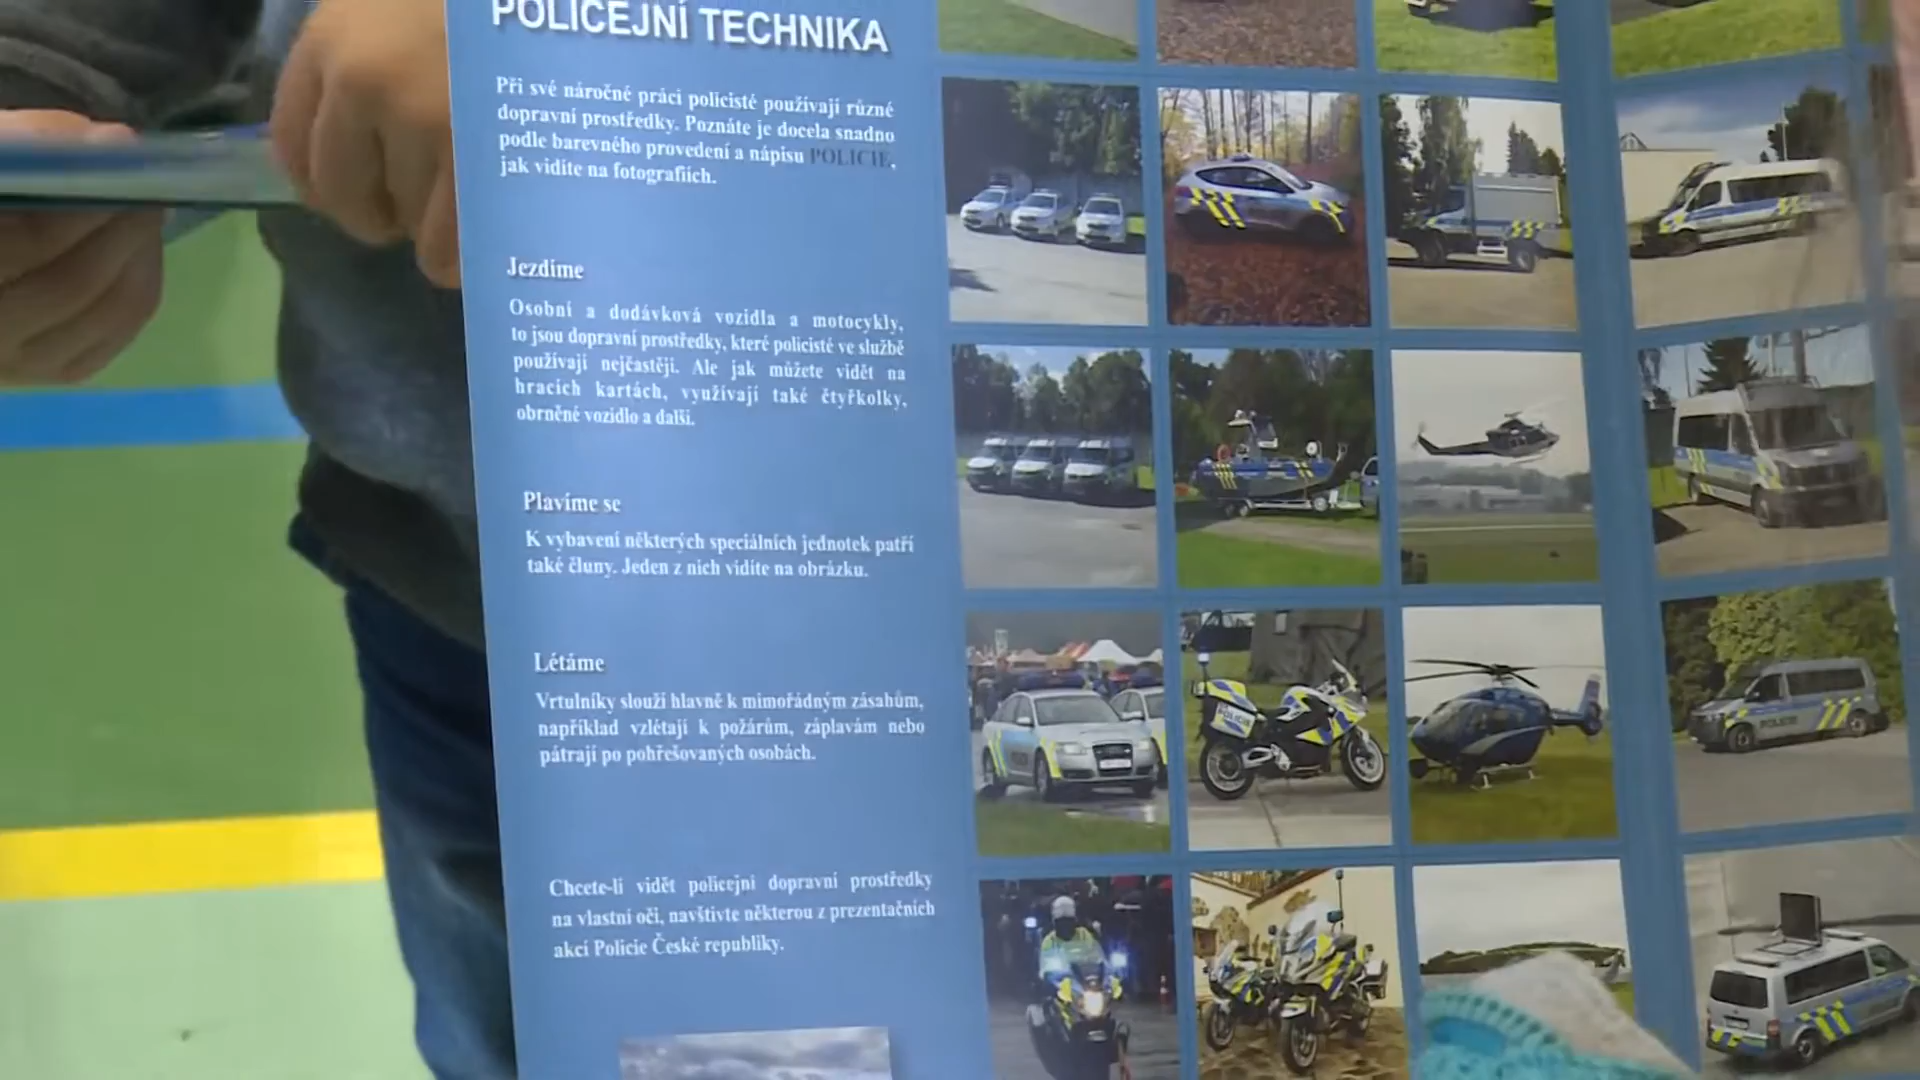 POLICEJNÍ TECHNIKA
Při své náročné práci policisté používají různé
dopravní prostředky. Poznáte je docela snadno
podle barevného provedení a nápisu POLICIE,
jak vidíte na fotografiích.
Jezdíme
Osobní a dodávková vozidla a motocykly,
to jsou dopravní prostředky, které policisté ve službě
používají nejčastěji. Ale jak můžete vidět na
hracích kartách, využívají také čtyřkolky,
obrněné vozidlo a další.
Plavíme se
K vybavení některých speciálních jednotek patří
také čluny. Jeden z nich vidíte na obrázku.
Létáme
Vrtulníky slouží hlavně k mimořádným zásahům,
například vzlétají k požárům, záplavám nebo
pátrají po pohřešovaných osobách.
Chcete-li vidět policejní dopravní prostředky
na vlastní oči, navštivte některou z prezentačních
akcí Policie České republiky.
POLICIE
POLICIE